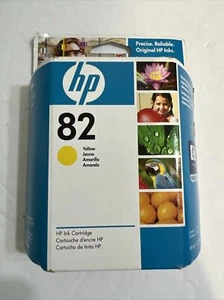 Precise. Reliable.
Original HP Inks.
hp
82
Yellow
Jaune
Amarillo
Amarelo
HP Ink Cartridge
Cartouche d'encre HP
Cartucho de tinta HP